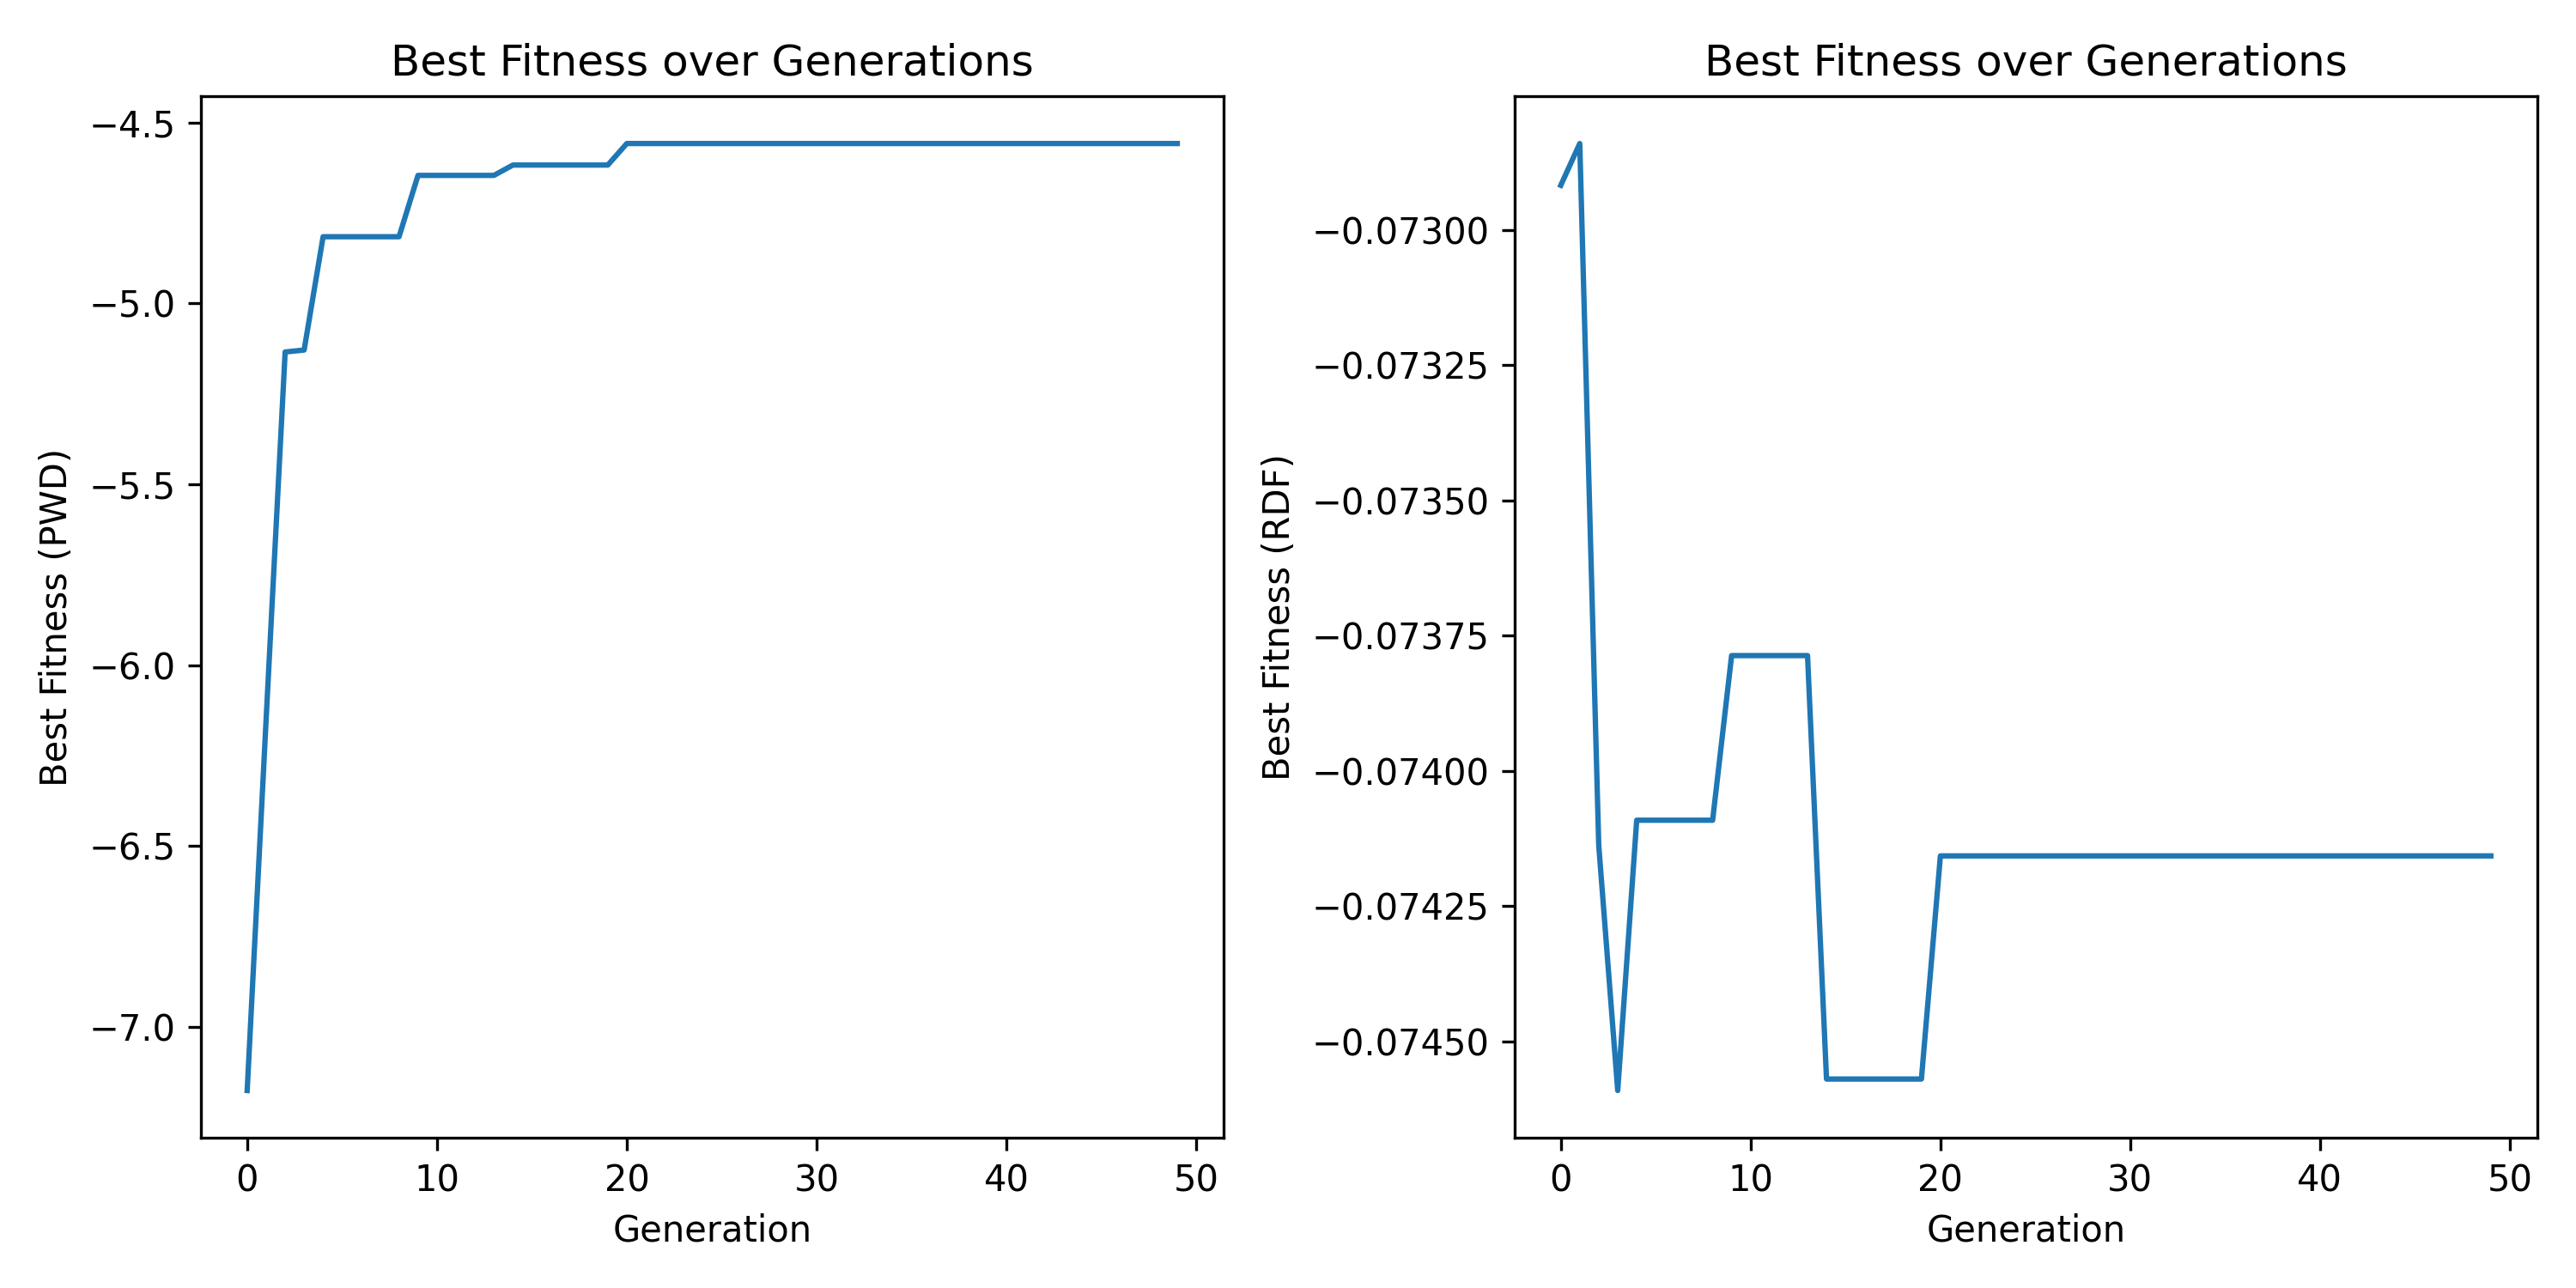 Best Fitness over Generations
Best Fitness (PWD)
−4.5
−5.0
−5.5
−6.0
−6.5
−7.0
0 10 20 30 40 50
Generation
Best Fitness over Generations
Best Fitness (RDF)
−0.07300
−0.07325
−0.07350
−0.07375
−0.07400
−0.07425
−0.07450
0 10 20 30 40 50
Generation